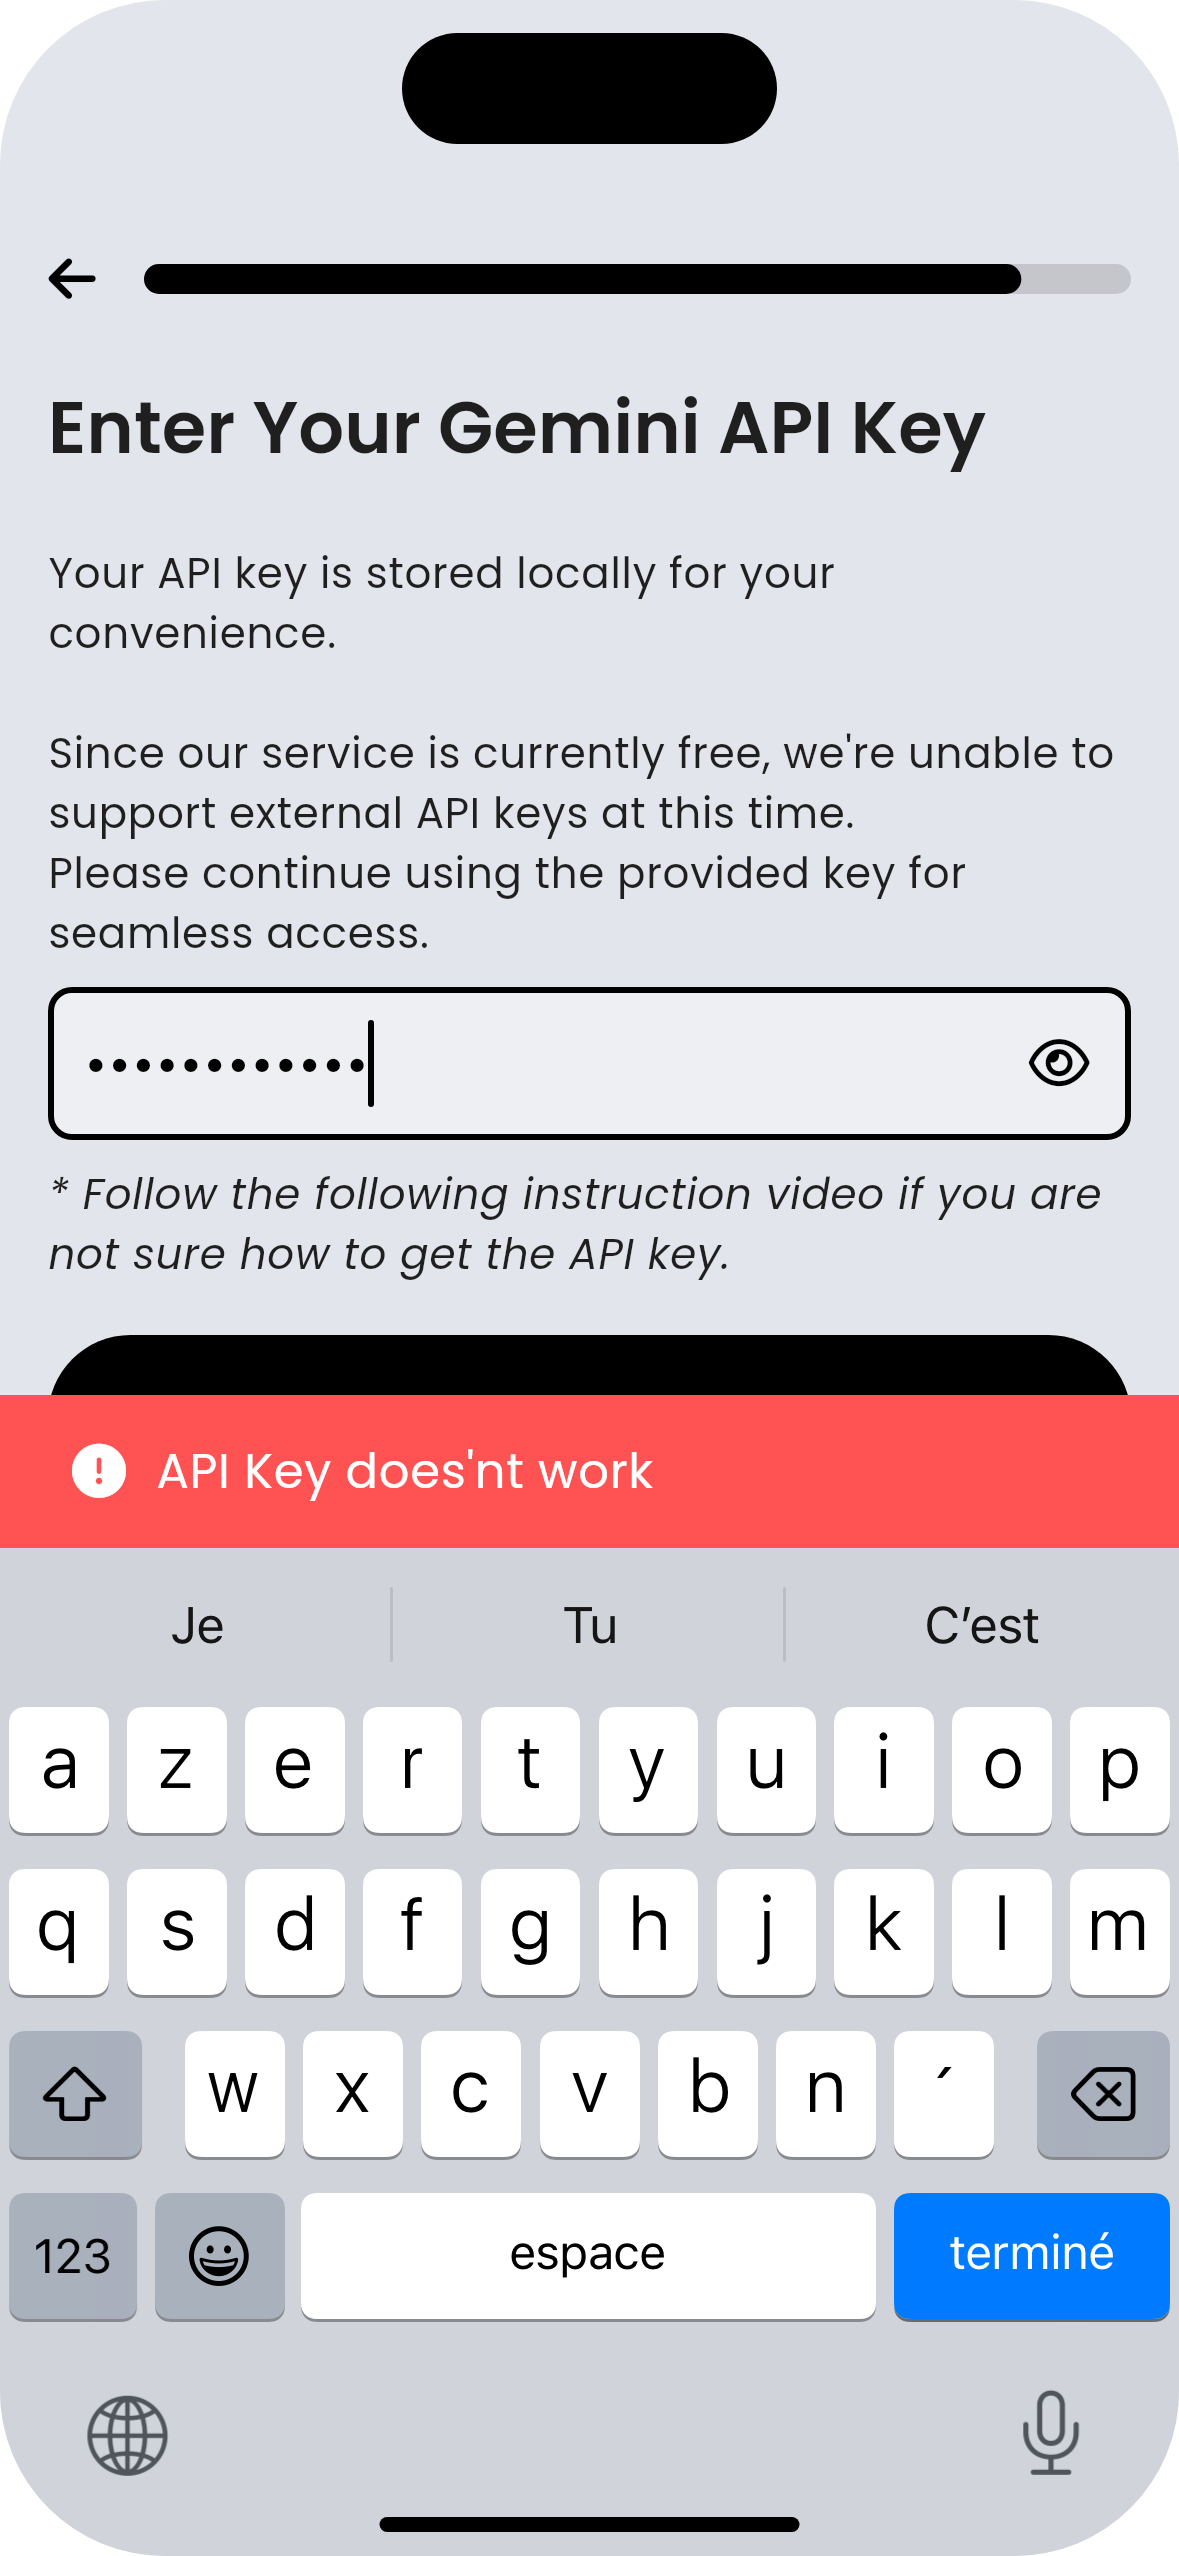 Enter Your Gemini API Key
Your API key is stored locally for your
convenience.
Since our service is currently free, we're unable to
support external API keys at this time.
Please continue using the provided key for
seamless access.
••••••••••••
* Follow the following instruction video if you are
not sure how to get the API key.
API Key does'nt work
Je Tu C’est
a z e r t y u i o p
q s d f g h j k l m
w x c v b n ´
123 espace terminé